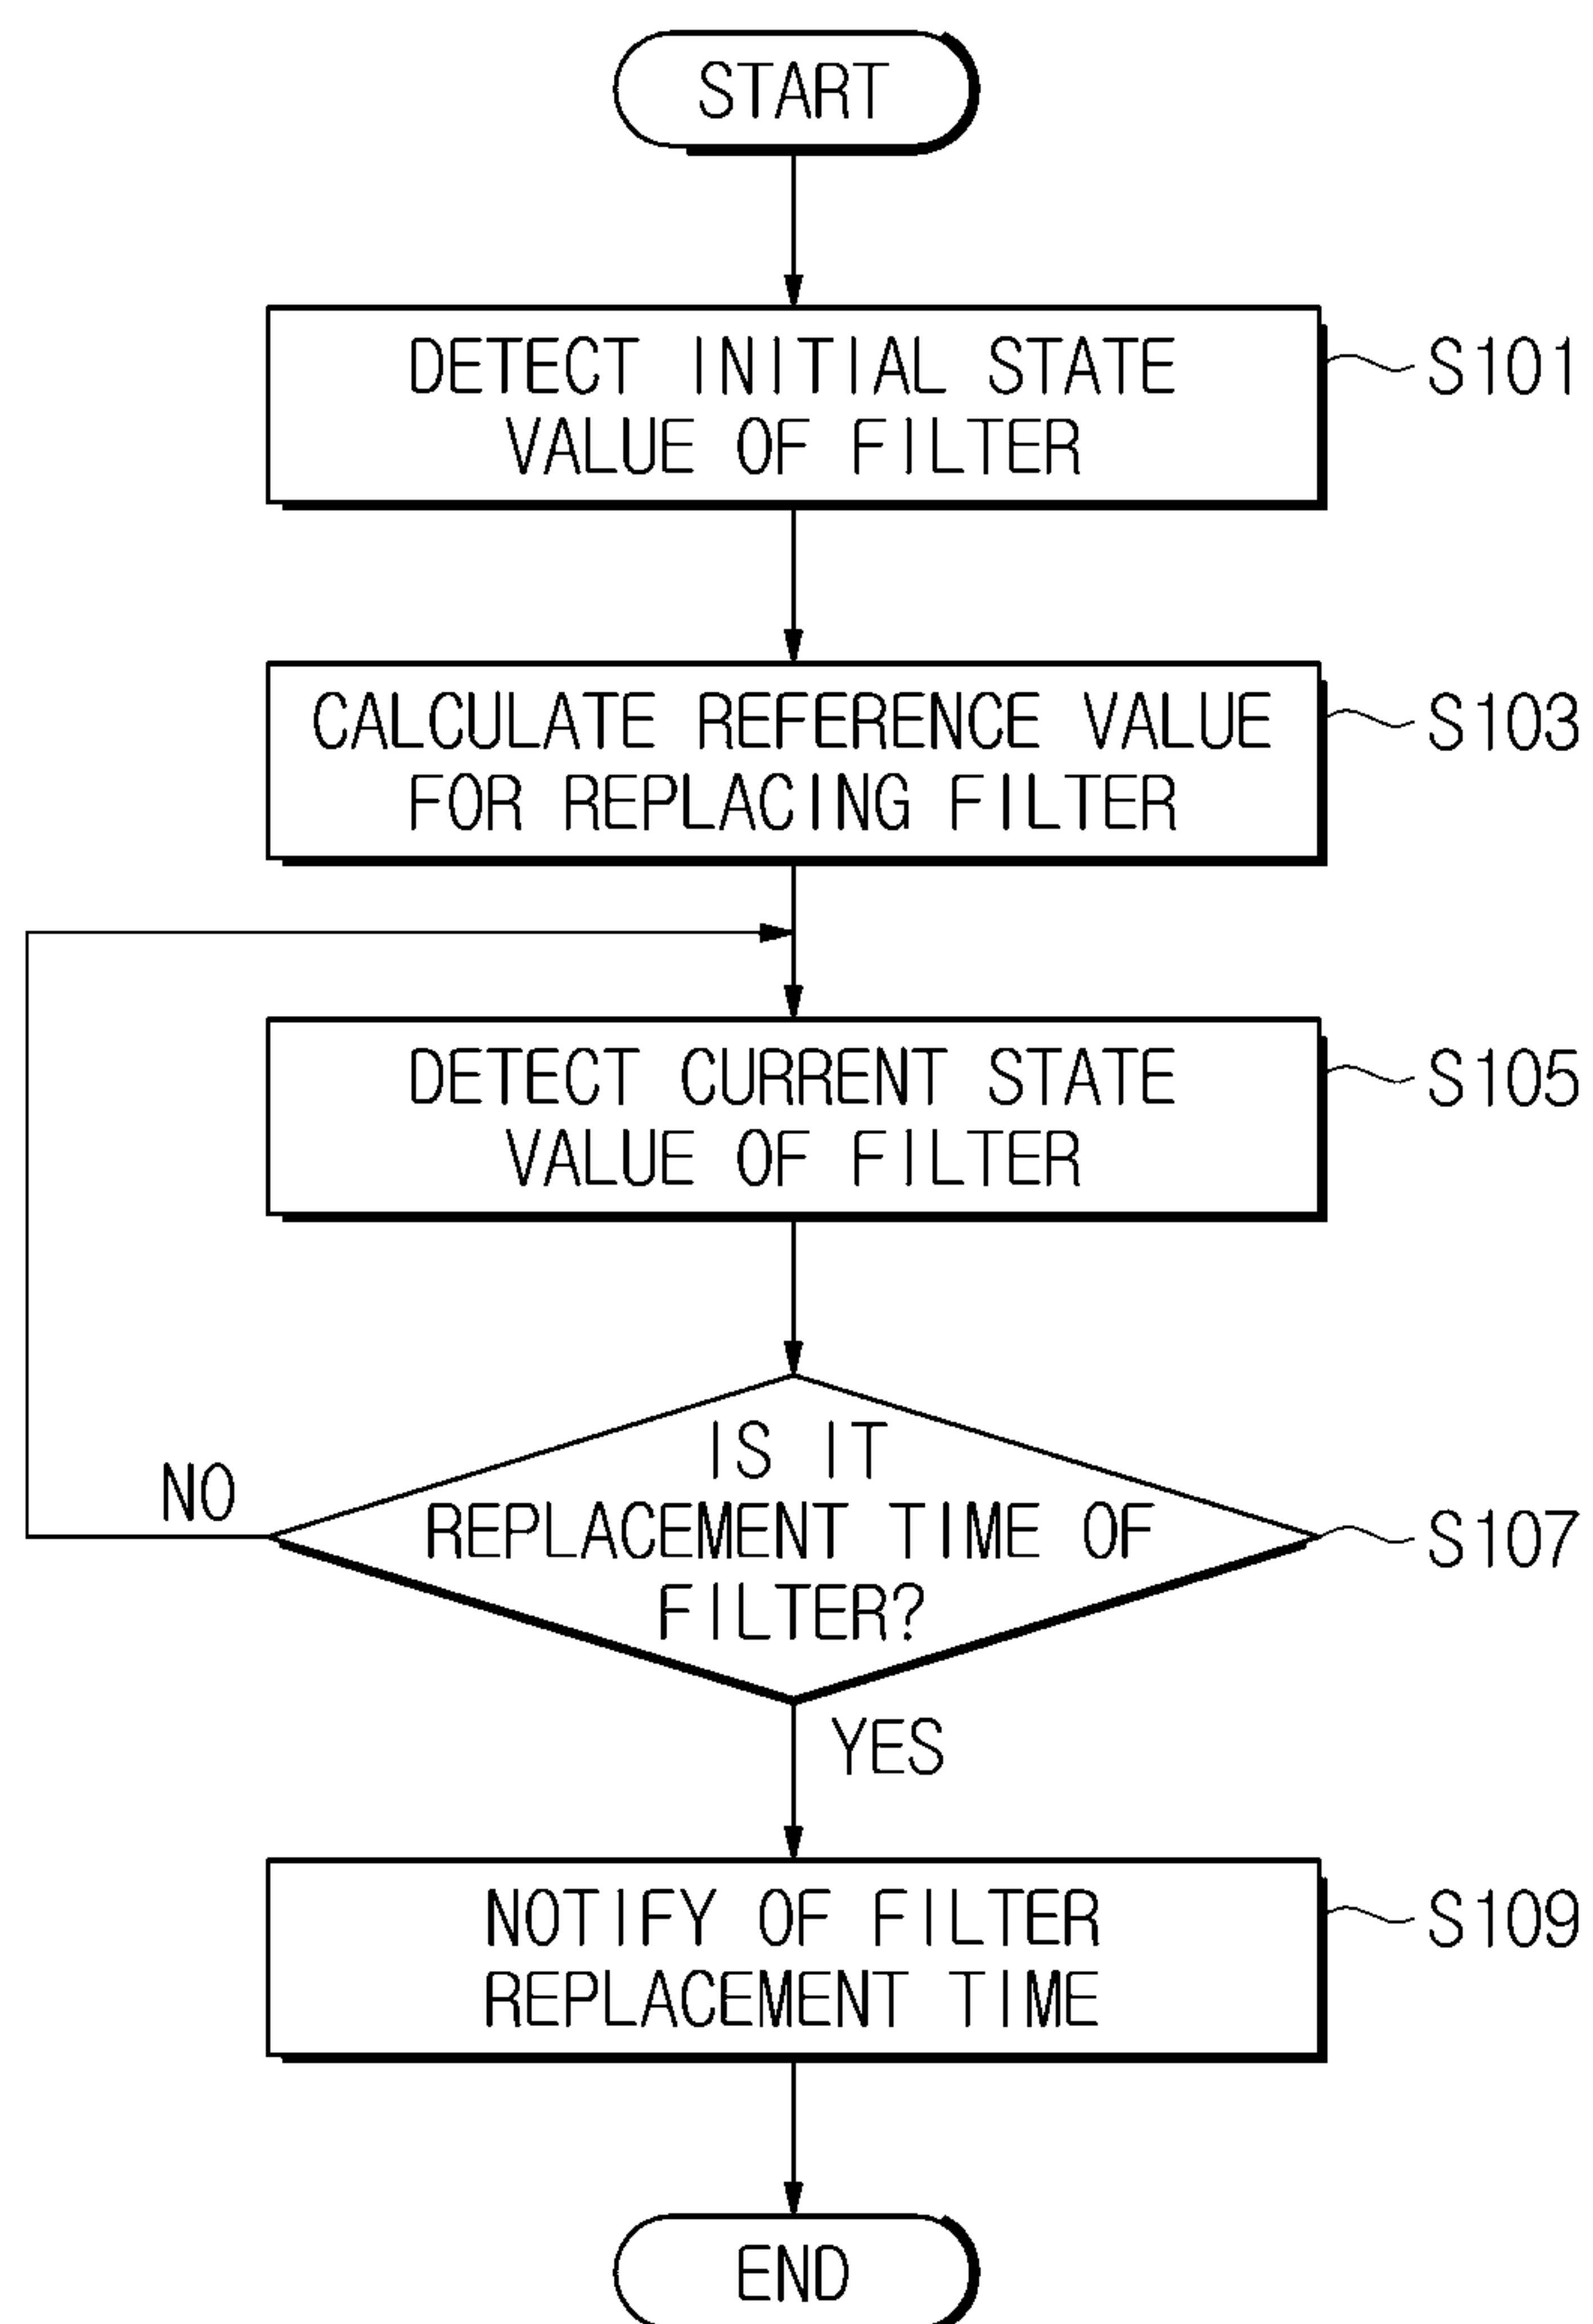 START
DETECT INITIAL STATE
VALUE OF FILTER
S101
CALCULATE REFERENCE VALUE
FOR REPLACING FILTER
S103
DETECT CURRENT STATE
VALUE OF FILTER
S105
IS IT
REPLACEMENT TIME OF
FILTER?
S107
NO
YES
NOTIFY OF FILTER
REPLACEMENT TIME
S109
END